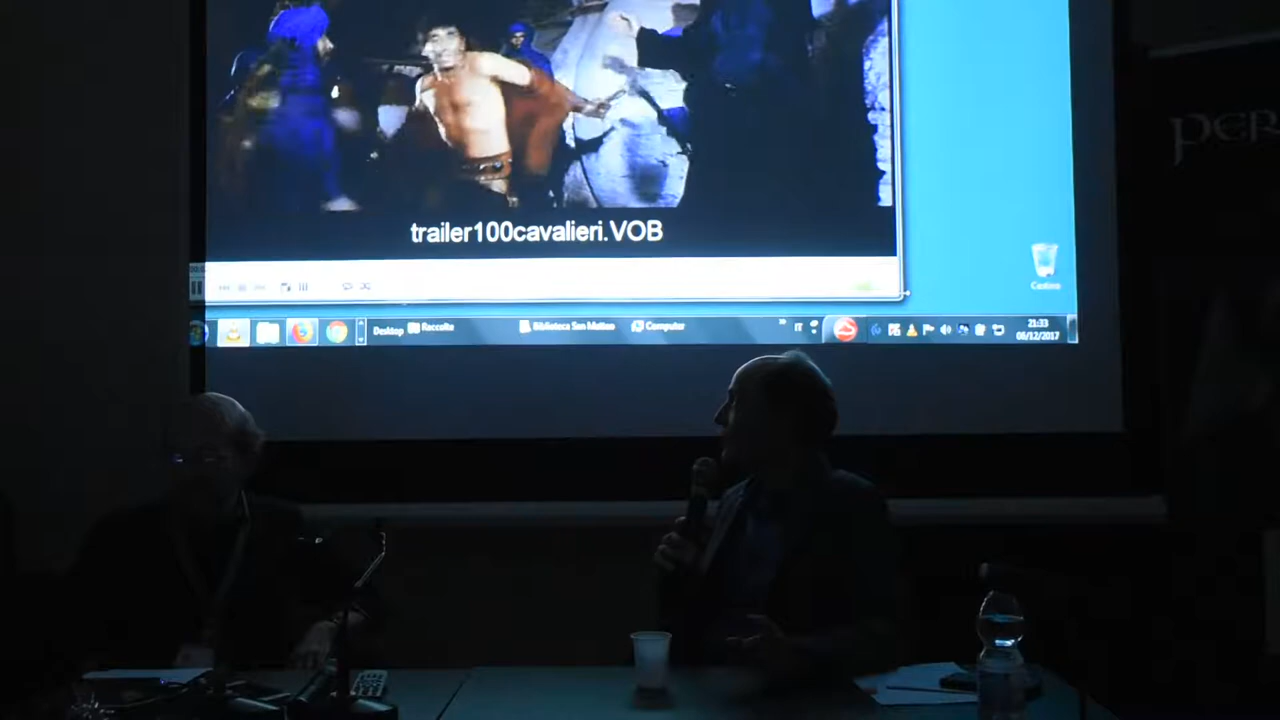 PER
trailer100cavalieri.VOB
Cestino
Desktop
Raccolte
Biblioteca San Matteo
Computer
IT
21:33
06/12/2017